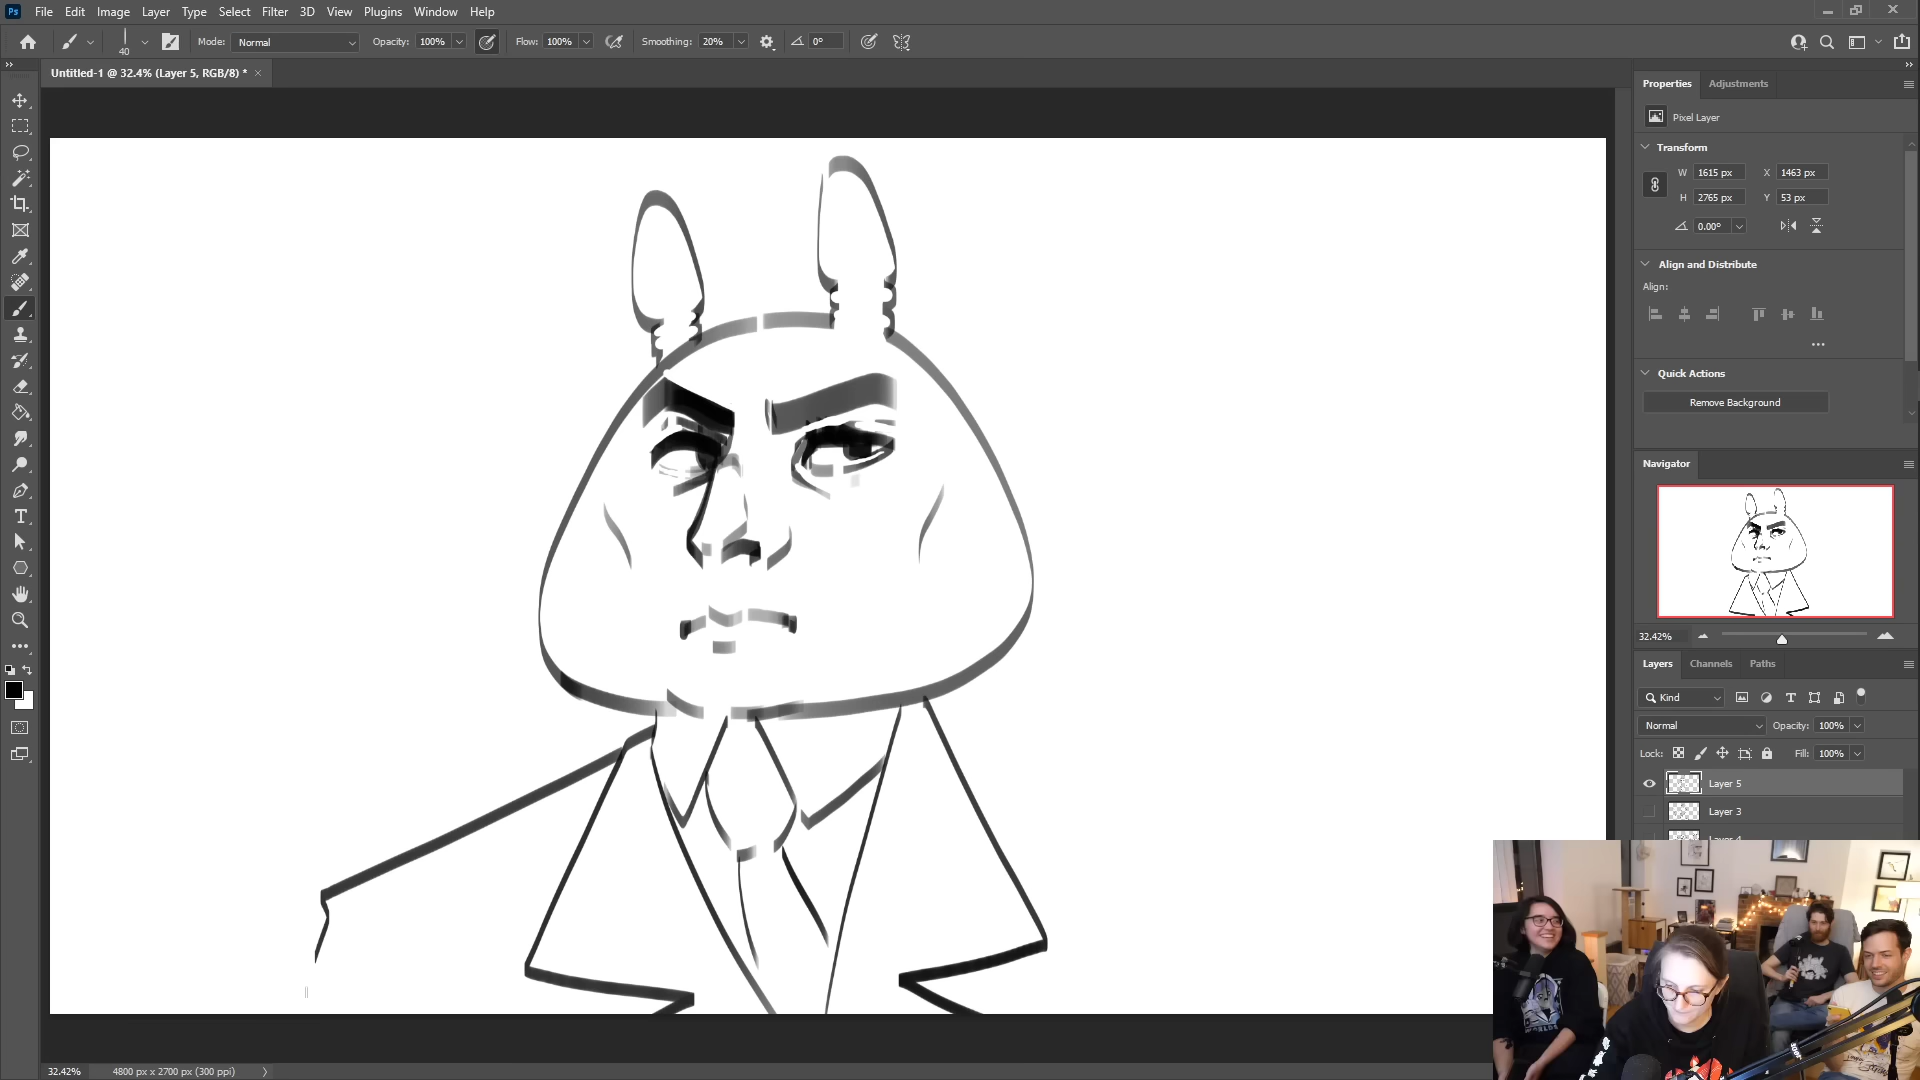 Ps File Edit Image Layer Type Select Filter 3D View Plugins Window Help
40 Mode: Normal Opacity: 100% Flow: 100% Smoothing: 20% 0°
Untitled-1 @ 32.4% (Layer 5, RGB/8) *
Properties Adjustments
Pixel Layer
Transform
W 1615 px X 1463 px
H 2765 px Y 53 px
0.00°
Align and Distribute
Align:
Quick Actions
Remove Background
Navigator
32.42%
Layers Channels Paths
Kind
Normal Opacity: 100%
Lock: Fill: 100%
Layer 5
Layer 3
Layer 4
WORLDS
32.42% 4800 px x 2700 px (300 ppi)